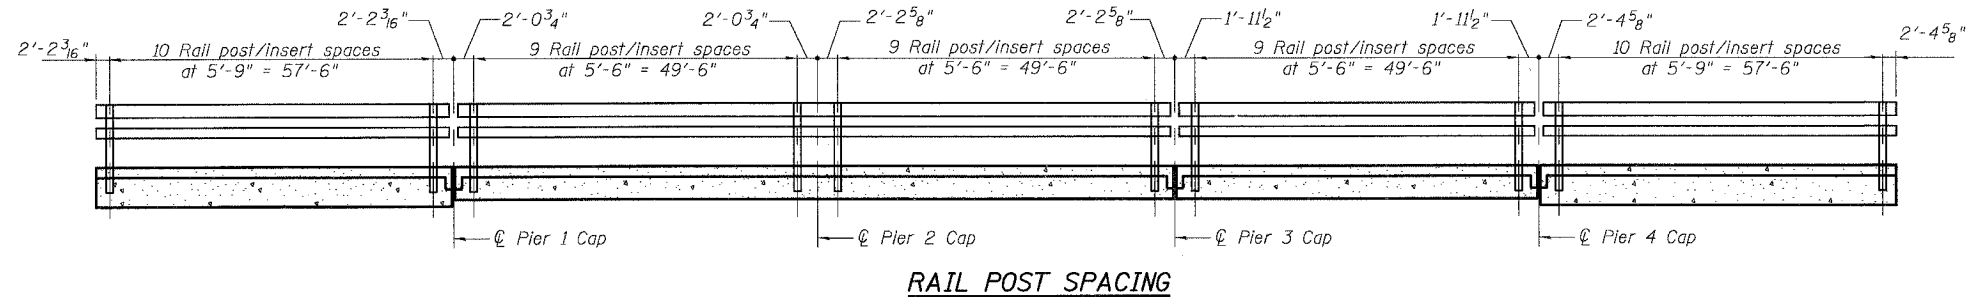 2'-2 3/16" 2'-0 3/4" 2'-0 3/4" 2'-2 5/8" 2'-2 5/8" 1'-11 1/2" 1'-11 1/2" 2'-4 5/8"
2'-2 3/16" 10 Rail post/insert spaces 9 Rail post/insert spaces 9 Rail post/insert spaces 9 Rail post/insert spaces 10 Rail post/insert spaces 2'-4 5/8"
at 5'-9" = 57'-6" at 5'-6" = 49'-6" at 5'-6" = 49'-6" at 5'-6" = 49'-6" at 5'-9" = 57'-6"
℄ Pier 1 Cap ℄ Pier 2 Cap ℄ Pier 3 Cap ℄ Pier 4 Cap
RAIL POST SPACING